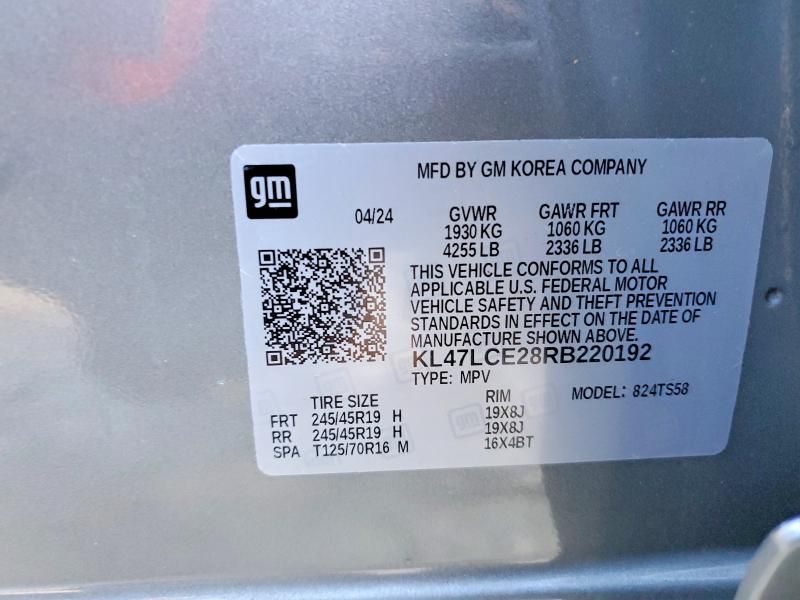 gm
MFD BY GM KOREA COMPANY
04/24
GVWR GAWR FRT GAWR RR
1930 KG 1060 KG 1060 KG
4255 LB 2336 LB 2336 LB
THIS VEHICLE CONFORMS TO ALL
APPLICABLE U.S. FEDERAL MOTOR
VEHICLE SAFETY AND THEFT PREVENTION
STANDARDS IN EFFECT ON THE DATE OF
MANUFACTURE SHOWN ABOVE.
KL47LCE28RB220192
TYPE: MPV
MODEL: 824TS58
TIRE SIZE RIM
FRT 245/45R19 H 19X8J
RR 245/45R19 H 19X8J
SPA T125/70R16 M 16X4BT